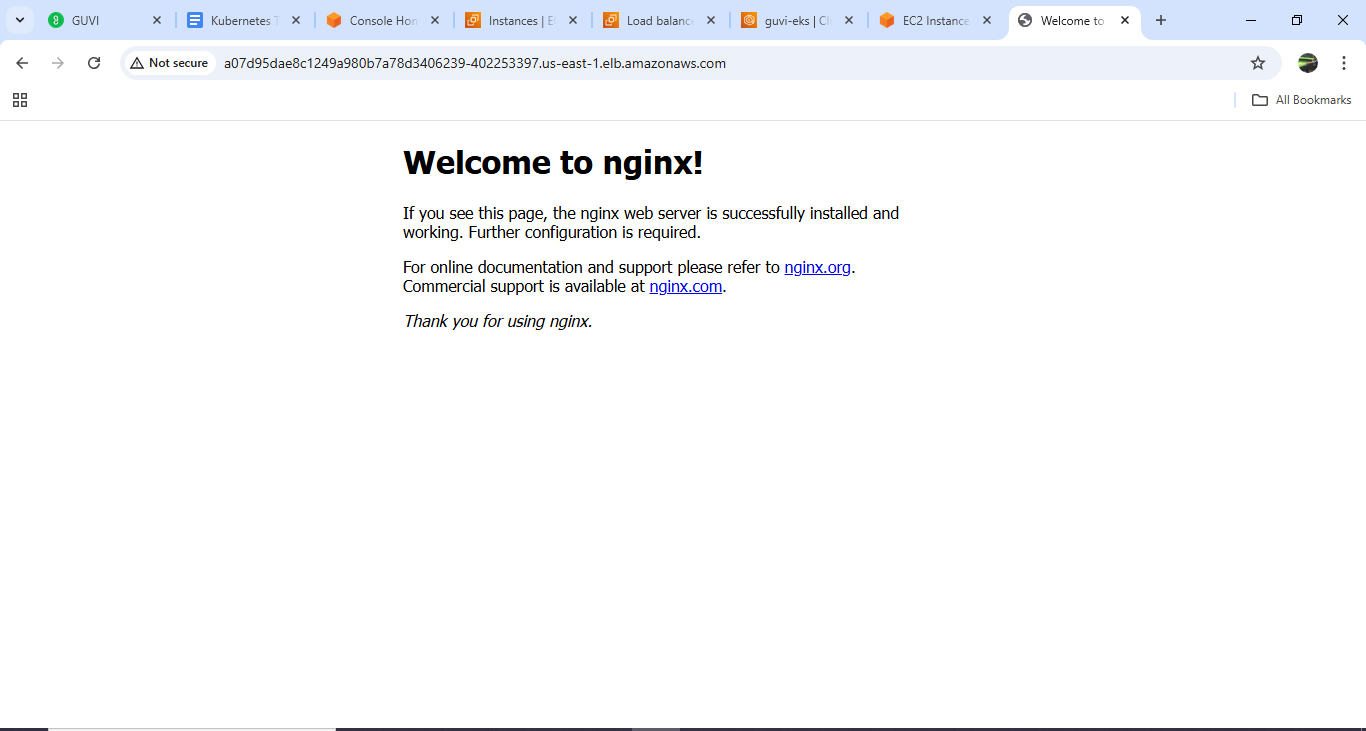 GUVI
Kubernetes T
Console Hon
Instances | E
Load balance
guvi-eks | Cl
EC2 Instance
Welcome to
Not secure
a07d95dae8c1249a980b7a78d3406239-402253397.us-east-1.elb.amazonaws.com
All Bookmarks
Welcome to nginx!
If you see this page, the nginx web server is successfully installed and
working. Further configuration is required.
For online documentation and support please refer to nginx.org.
Commercial support is available at nginx.com.
Thank you for using nginx.